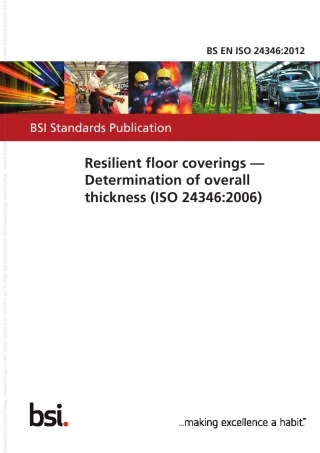 BS EN ISO 24346:2012
BSI Standards Publication
Resilient floor coverings —
Determination of overall
thickness (ISO 24346:2006)
bsi.
...making excellence a habit.™